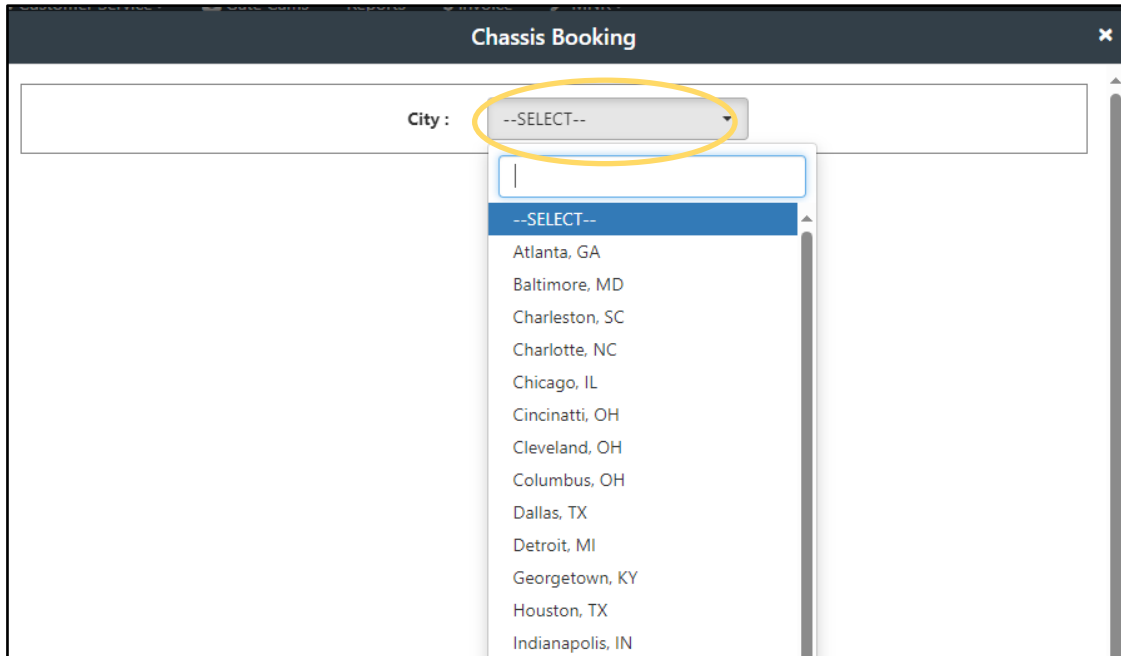 Chassis Booking ×
City : --SELECT--
--SELECT--
Atlanta, GA
Baltimore, MD
Charleston, SC
Charlotte, NC
Chicago, IL
Cincinatti, OH
Cleveland, OH
Columbus, OH
Dallas, TX
Detroit, MI
Georgetown, KY
Houston, TX
Indianapolis, IN